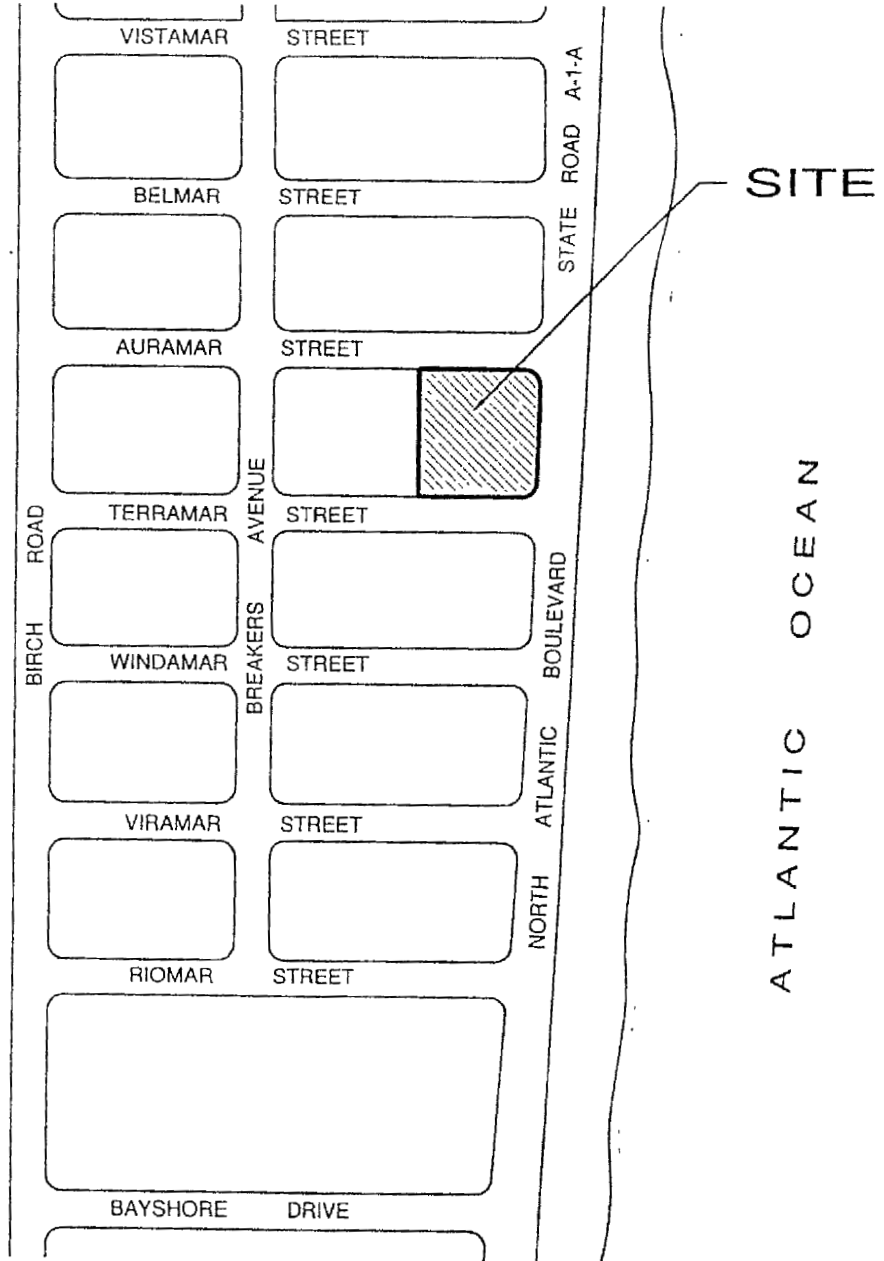 VISTAMAR STREET
STATE ROAD A-1-A
SITE
BELMAR STREET
AURAMAR STREET
TERRAMAR STREET
BIRCH ROAD
BREAKERS AVENUE
WINDAMAR STREET
NORTH ATLANTIC BOULEVARD
ATLANTIC OCEAN
VIRAMAR STREET
RIOMAR STREET
BAYSHORE DRIVE